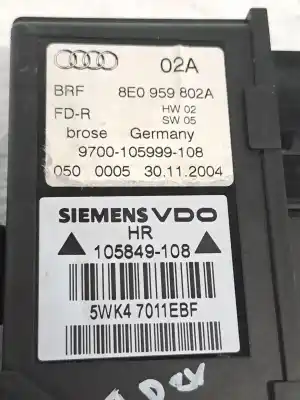 02A
BRF 8E0 959 802A
FD-R HW 02
SW 05
brose Germany
9700-105999-108
050 0005 30.11.2004
SIEMENS VDO
HR
105849-108
5WK4 7011EBF